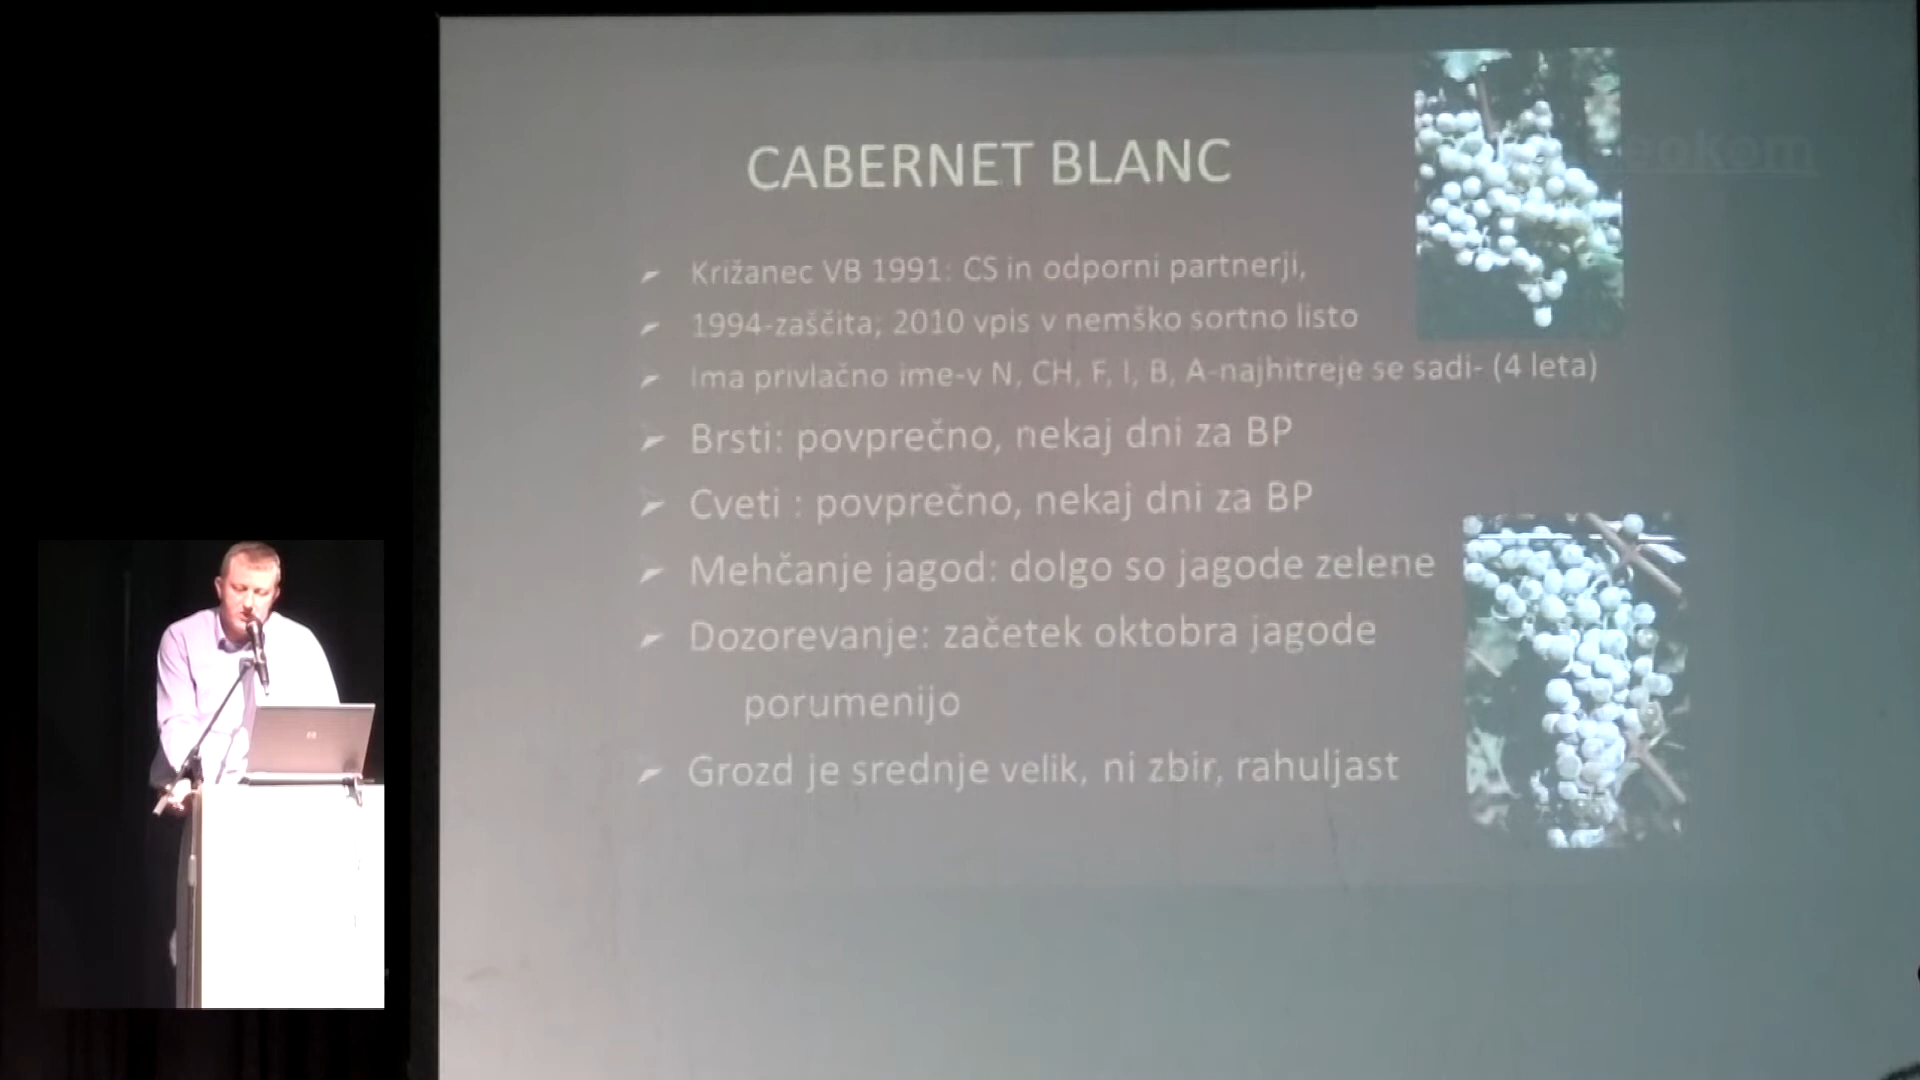 CABERNET BLANC
Križanec VB 1991: CS in odporni partnerji,
1994-zaščita, 2010 vpis v nemško sortno listo
Ima privlačno ime-v N, CH, F, I, B, A-najhitreje se sadi- (4 leta)
Brsti: povprečno, nekaj dni za BP
Cveti : povprečno, nekaj dni za BP
Mehčanje jagod: dolgo so jagode zelene
Dozorevanje: začetek oktobra jagode
porumenijo
Grozd je srednje velik, ni zbir, rahuljast